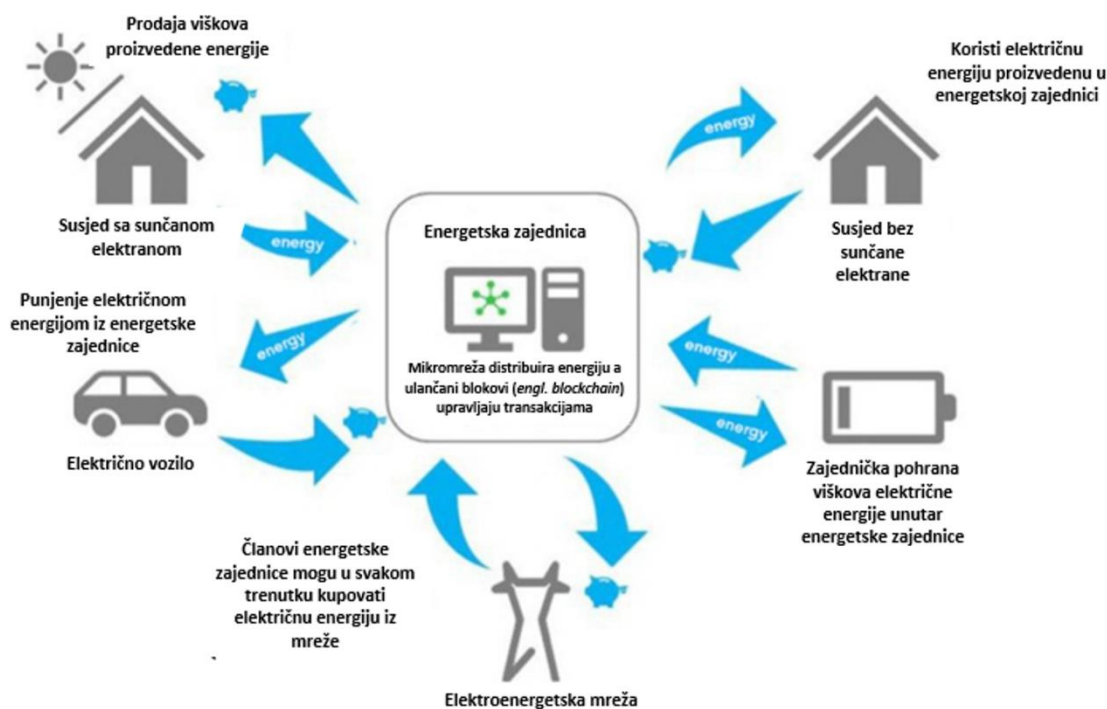 Prodaja viškova
proizvedene energije
Koristi električnu
energiju proizvedenu u
energetskoj zajednici
energy
Susjed sa sunčanom
elektranom
energy
Energetska zajednica
Susjed bez
sunčane
elektrane
Punjenje električnom
energijom iz energetske
zajednice
energy
energy
Mikromreža distribuira energiju a
ulančani blokovi (engl. blockchain)
upravljaju transakcijama
energy
Električno vozilo
Zajednička pohrana
viškova električne
energije unutar
energetske zajednice
Članovi energetske
zajednice mogu u svakom
trenutku kupovati
električnu energiju iz
mreže
Elektroenergetska mreža